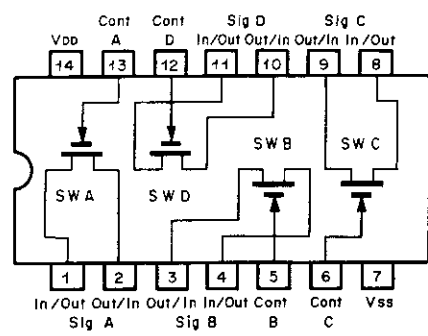 Cont Cont Sig D Sig C
VDD A D In/Out Out/in Out/In In/Out
14 13 12 11 10 9 8
SW B SW C
SW A SW D
1 2 3 4 5 6 7
In/Out Out/In Out/In In/Out Cont Cont Vss
Sig A Sig B B C